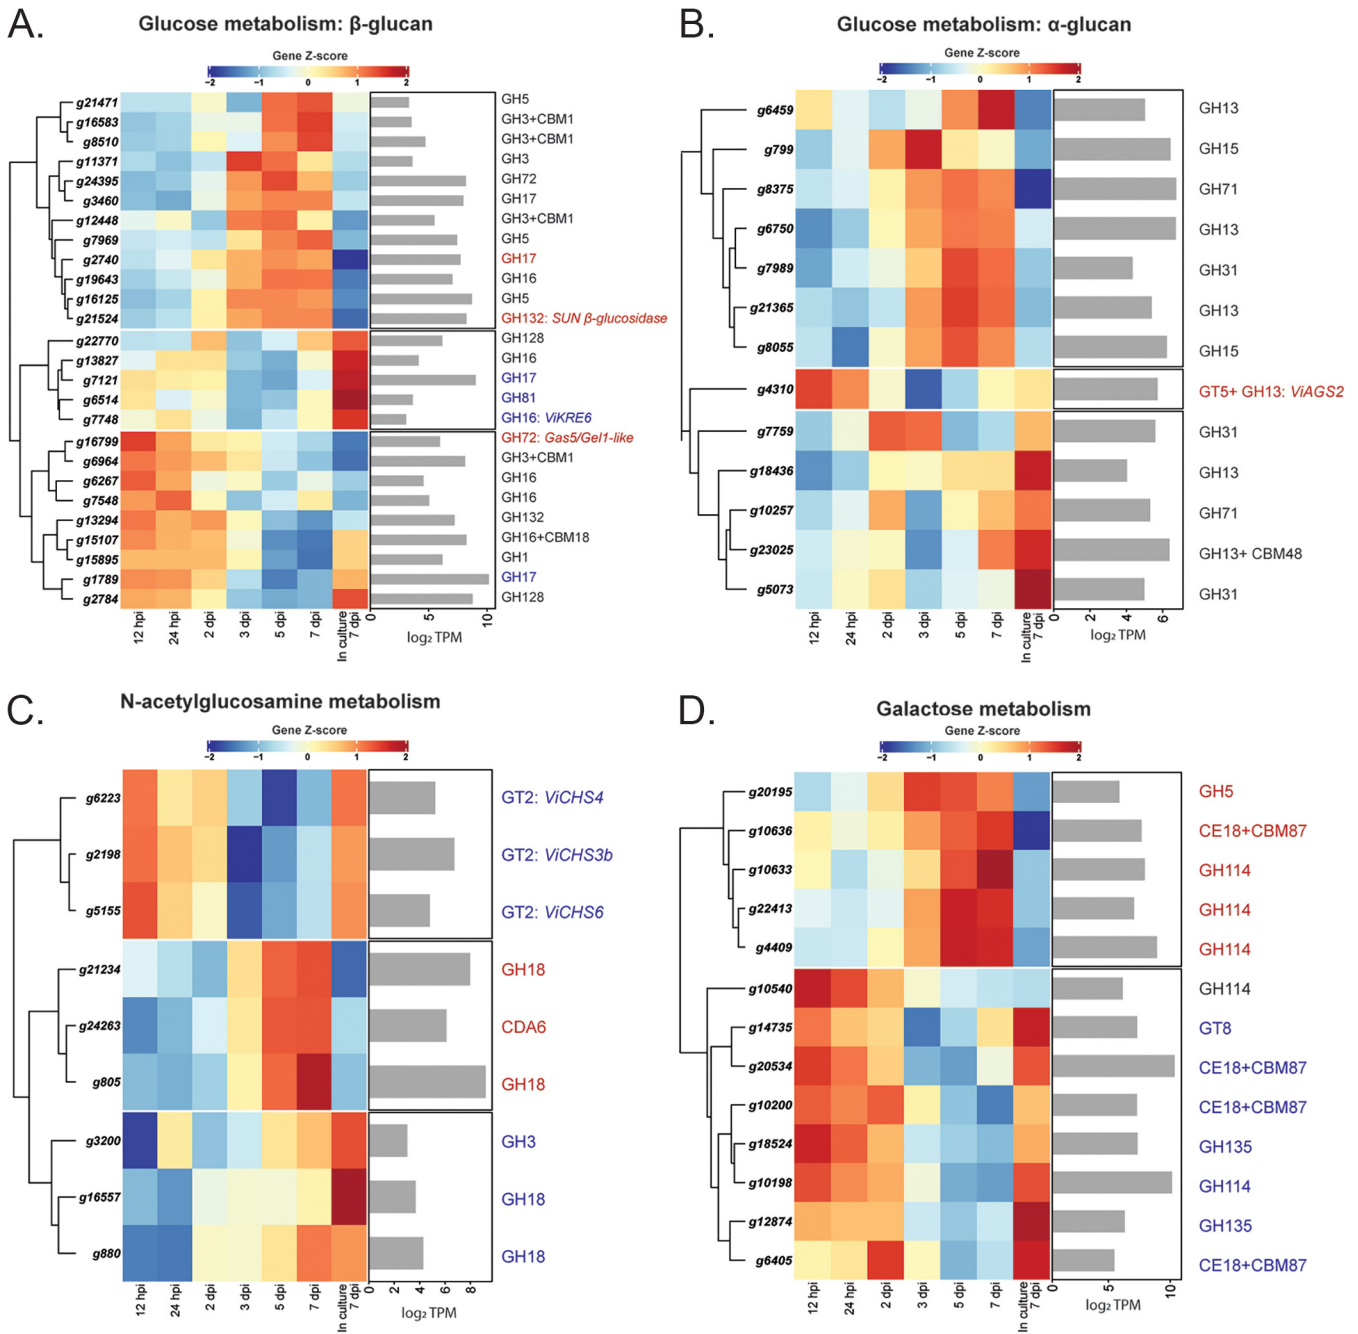 A.
Glucose metabolism: β-glucan
Gene Z-score
-2 -1 0 1 2
g21471 GH5
g16583 GH3+CBM1
g8510 GH3+CBM1
g11371 GH3
g24395 GH72
g3460 GH17
g12448 GH3+CBM1
g7969 GH5
g2740 GH17
g19643 GH16
g16125 GH5
g21524 GH132: SUN β-glucosidase
g22770 GH128
g13827 GH16
g7121 GH17
g6514 GH81
g7748 GH16: ViKRE6
g16799 GH72: Gas5/Gel1-like
g6964 GH3+CBM1
g6267 GH16
g7548 GH16
g13294 GH132
g15107 GH16+CBM18
g15895 GH1
g1789 GH17
g2784 GH128
12 hpi 24 hpi 2 dpi 3 dpi 5 dpi 7 dpi In culture 7 dpi
0 5 10
log₂ TPM
B.
Glucose metabolism: α-glucan
Gene Z-score
-2 -1 0 1 2
g6459 GH13
g799 GH15
g8375 GH71
g6750 GH13
g7989 GH31
g21365 GH13
g8055 GH15
g4310 GT5+ GH13: ViAGS2
g7759 GH31
g18436 GH13
g10257 GH71
g23025 GH13+ CBM48
g5073 GH31
12 hpi 24 hpi 2 dpi 3 dpi 5 dpi 7 dpi In culture 7 dpi
0 2 4 6
log₂ TPM
C.
N-acetylglucosamine metabolism
Gene Z-score
-2 -1 0 1 2
g6223 GT2: ViCHS4
g2198 GT2: ViCHS3b
g5155 GT2: ViCHS6
g21234 GH18
g24263 CDA6
g805 GH18
g3200 GH3
g16557 GH18
g880 GH18
12 hpi 24 hpi 2 dpi 3 dpi 5 dpi 7 dpi In culture 7 dpi
0 2 4 6 8
log₂ TPM
D.
Galactose metabolism
Gene Z-score
-2 -1 0 1 2
g20195 GH5
g10636 CE18+CBM87
g10633 GH114
g22413 GH114
g4409 GH114
g10540 GH114
g14735 GT8
g20534 CE18+CBM87
g10200 CE18+CBM87
g18524 GH135
g10198 GH114
g12874 GH135
g6405 CE18+CBM87
12 hpi 24 hpi 2 dpi 3 dpi 5 dpi 7 dpi In culture 7 dpi
0 5 10
log₂ TPM